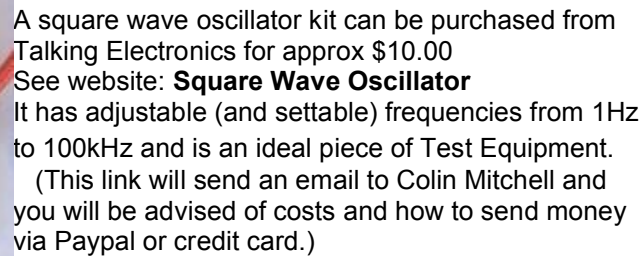 A square wave oscillator kit can be purchased from
Talking Electronics for approx $10.00
See website: Square Wave Oscillator
It has adjustable (and settable) frequencies from 1Hz
to 100kHz and is an ideal piece of Test Equipment.
(This link will send an email to Colin Mitchell and
you will be advised of costs and how to send money
via Paypal or credit card.)